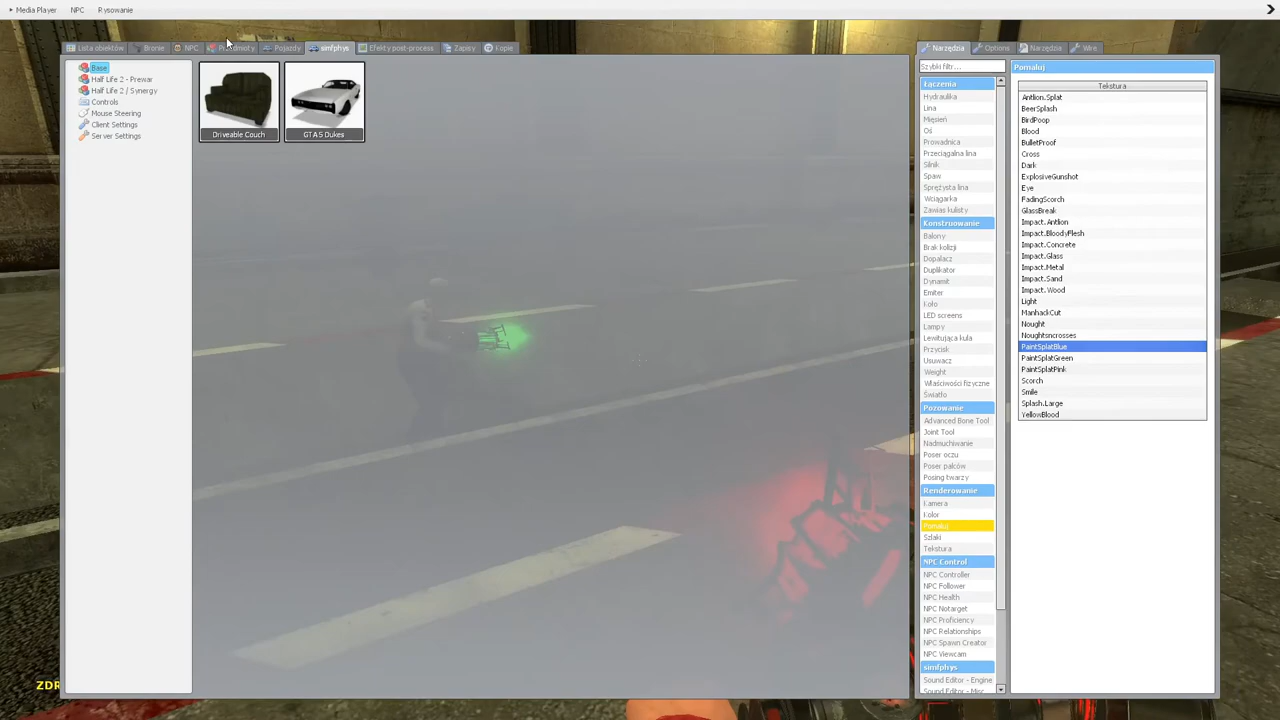 Media Player NPC Rysowanie
Lista obiektów Bronie NPC Przedmioty Pojazdy simfphys Efekty post-process Zapisy Kopie
Base
Half Life 2 - Prewar
Half Life 2 / Synergy
Controls
Mouse Steering
Client Settings
Server Settings
Driveable Couch
GTA5 Dukes
ZDR
Narzędzia Options Narzędzia Wire
Szybki filtr...
Łączenia
Hydraulika
Lina
Mięsień
Oś
Prowadnica
Przeciągalna lina
Silnik
Spaw
Sprężysta lina
Wciągarka
Zawias kulisty
Konstruowanie
Balony
Brak kolizji
Dopalacz
Duplikator
Dynamit
Emiter
Koło
LED screens
Lampy
Lewitująca kula
Przycisk
Usuwacz
Weight
Właściwości fizyczne
Światło
Pozowanie
Advanced Bone Tool
Joint Tool
Nadmuchiwanie
Poser oczu
Poser palców
Posing twarzy
Renderowanie
Kamera
Kolor
Pomaluj
Szlaki
Tekstura
NPC Control
NPC Controller
NPC Follower
NPC Health
NPC Notarget
NPC Proficiency
NPC Relationships
NPC Spawn Creator
NPC Viewcam
simfphys
Sound Editor - Engine
Sound Editor - Misc
Pomaluj
Tekstura
Antlion.Splat
BeerSplash
BirdPoop
Blood
BulletProof
Cross
Dark
ExplosiveGunshot
Eye
FadingScorch
GlassBreak
Impact.Antlion
Impact.BloodyFlesh
Impact.Concrete
Impact.Glass
Impact.Metal
Impact.Sand
Impact.Wood
Light
ManhackCut
Nought
Noughtsncrosses
PaintSplatBlue
PaintSplatGreen
PaintSplatPink
Scorch
Smile
Splash.Large
YellowBlood